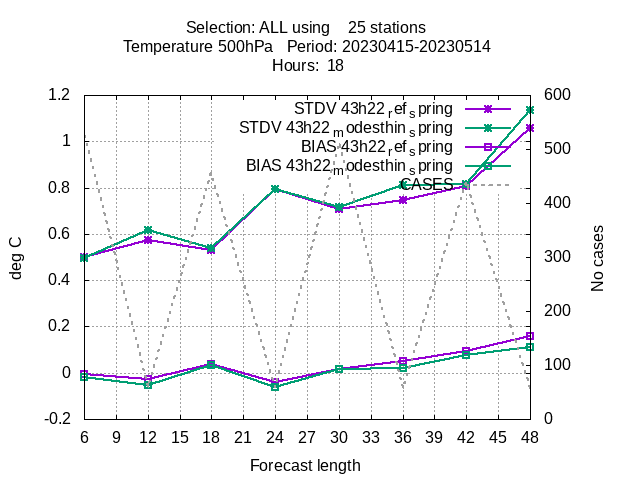 Selection: ALL using    25 stations
Temperature 500hPa   Period: 20230415-20230514
Hours: 18
STDV 43h22_ref_spring
STDV 43h22_modesthin_spring
BIAS 43h22_ref_spring
BIAS 43h22_modesthin_spring
CASES
1.2
1
0.8
0.6
0.4
0.2
0
-0.2
deg C
600
500
400
300
200
100
0
No cases
6 9 12 15 18 21 24 27 30 33 36 39 42 45 48
Forecast length